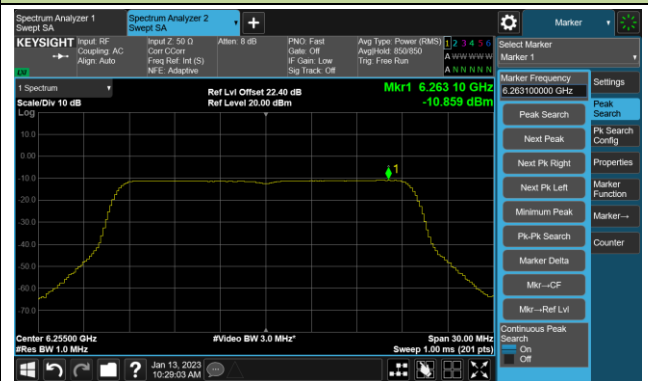 Spectrum Analyzer 1
Swept SA
Spectrum Analyzer 2
Swept SA
+
Marker
KEYSIGHT
Input: RF
Coupling: AC
Align: Auto
Input Z: 50 Ω
Corr CCorr
Freq Ref: Int (S)
NFE: Adaptive
Atten: 8 dB
PNO: Fast
Gate: Off
IF Gain: Low
Sig Track: Off
Avg Type: Power (RMS)
Avg|Hold: 850/850
Trig: Free Run
1 2 3 4 5 6
A W W W W W
A N N N N N
Select Marker
Marker 1
1 Spectrum
Scale/Div 10 dB
Log
Ref Lvl Offset 22.40 dB
Ref Level 20.00 dBm
Mkr1 6.263 10 GHz
-10.859 dBm
10.0
0.00
-10.0
-20.0
-30.0
-40.0
-50.0
-60.0
-70.0
1
Center 6.25500 GHz
#Res BW 1.0 MHz
#Video BW 3.0 MHz*
Span 30.00 MHz
Sweep 1.00 ms (201 pts)
Marker Frequency
6.263100000 GHz
Peak Search
Next Peak
Next Pk Right
Next Pk Left
Minimum Peak
Pk-Pk Search
Marker Delta
Mkr→CF
Mkr→Ref Lvl
Continuous Peak
Search
On
Off
Settings
Peak
Search
Pk Search
Config
Properties
Marker
Function
Marker→
Counter
?
Jan 13, 2023
10:29:03 AM